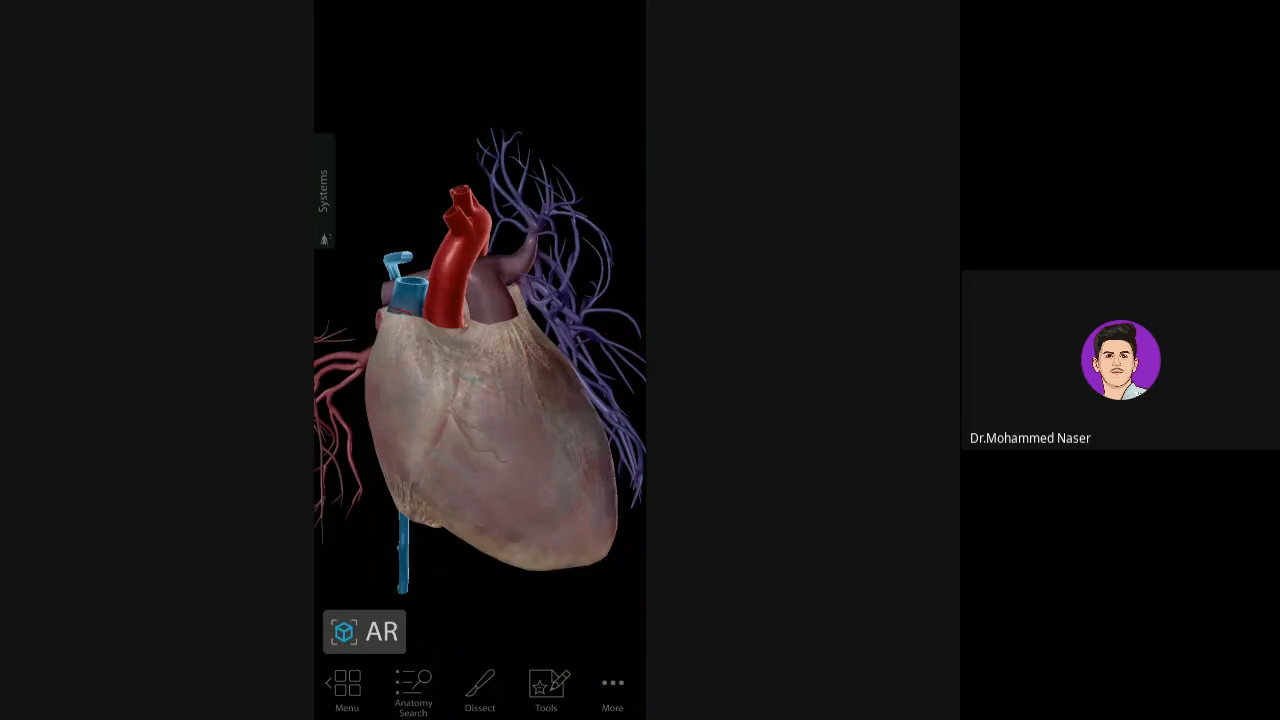 Systems
AR
Menu
Anatomy
Search
Dissect
Tools
More
Dr.Mohammed Naser